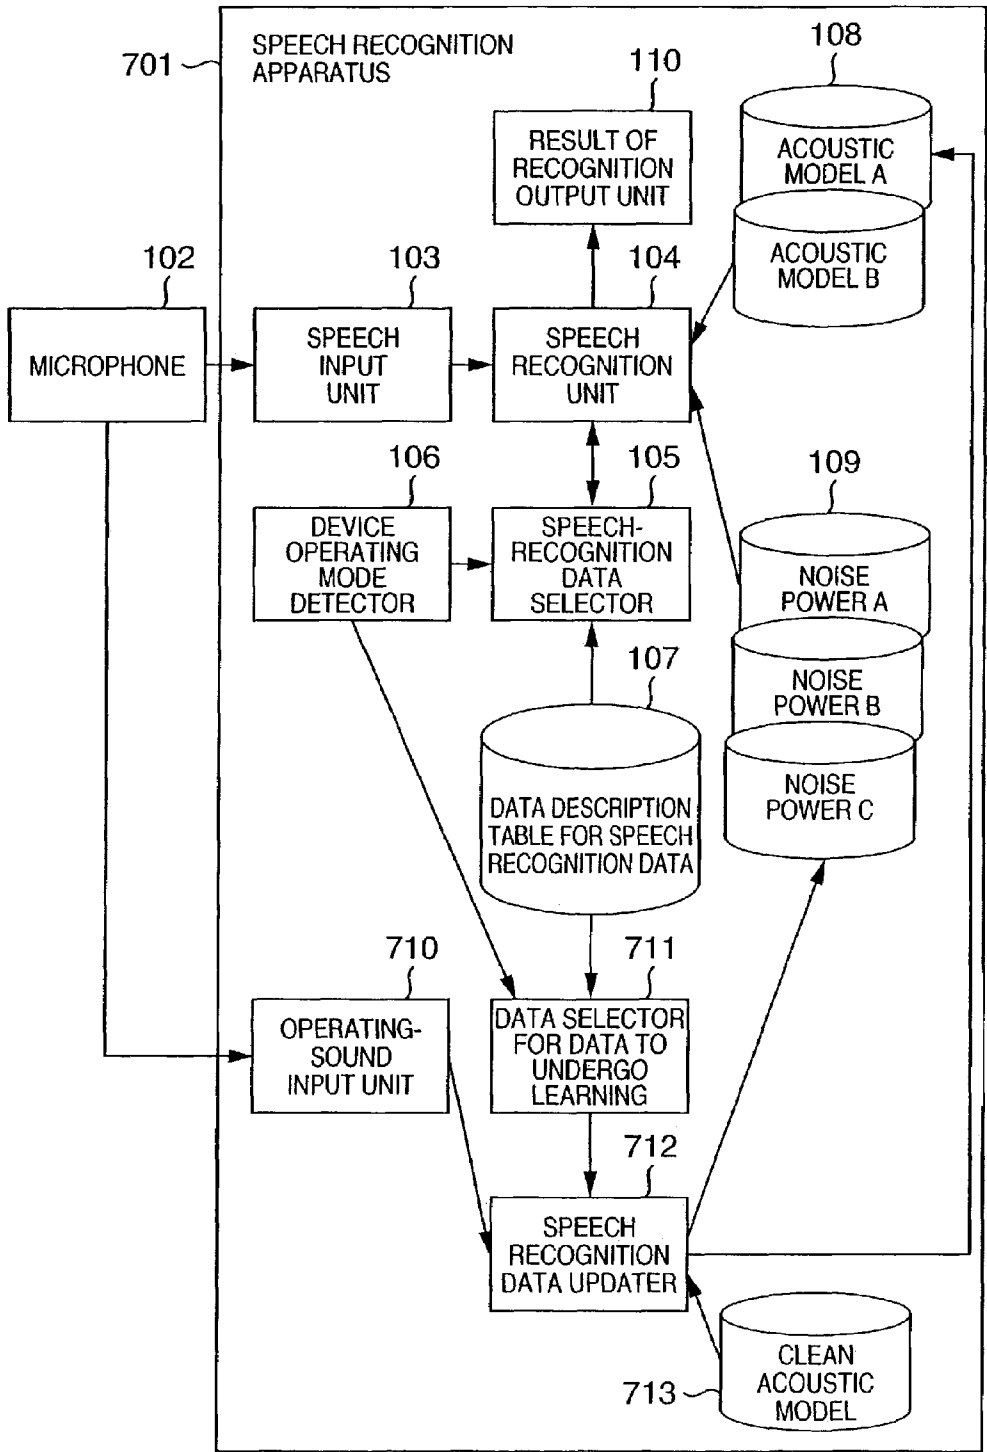 701
SPEECH RECOGNITION
APPARATUS
110
RESULT OF
RECOGNITION
OUTPUT UNIT
108
ACOUSTIC
MODEL A
ACOUSTIC
MODEL B
102
MICROPHONE
103
SPEECH
INPUT
UNIT
104
SPEECH
RECOGNITION
UNIT
106
DEVICE
OPERATING
MODE
DETECTOR
105
SPEECH-
RECOGNITION
DATA
SELECTOR
109
NOISE
POWER A
NOISE
POWER B
NOISE
POWER C
107
DATA DESCRIPTION
TABLE FOR SPEECH
RECOGNITION DATA
710
OPERATING-
SOUND
INPUT UNIT
711
DATA SELECTOR
FOR DATA TO
UNDERGO
LEARNING
712
SPEECH
RECOGNITION
DATA UPDATER
713
CLEAN
ACOUSTIC
MODEL